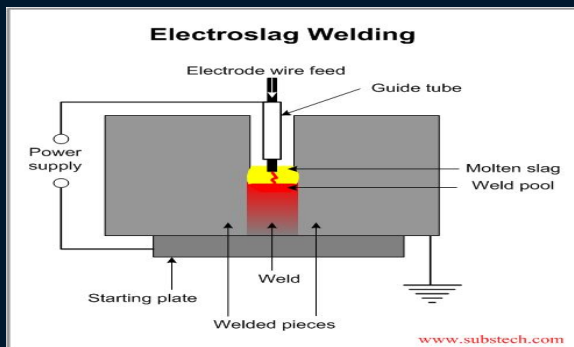 Electroslag Welding
Electrode wire feed
Guide tube
Power
supply
Molten slag
Weld pool
Weld
Starting plate
Welded pieces
www.substech.com